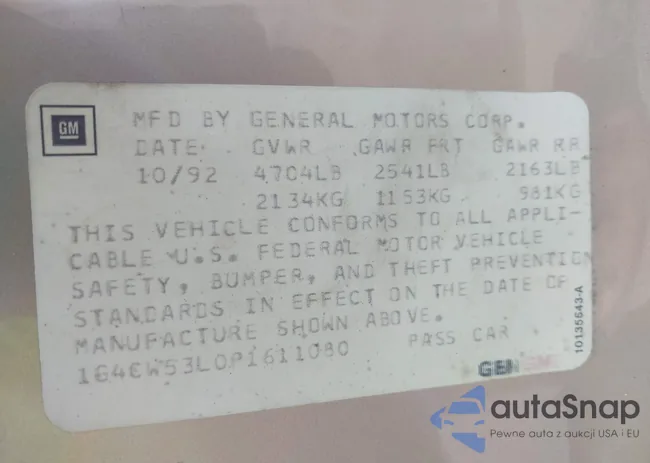 GM
MFD BY GENERAL MOTORS CORP.
DATE GVWR GAWR FRT GAWR RR
10/92 4704LB 2541LB 2163LB
2134KG 1153KG 981KG
THIS VEHICLE CONFORMS TO ALL APPLI-
CABLE U.S. FEDERAL MOTOR VEHICLE
SAFETY, BUMPER, AND THEFT PREVENTION
STANDARDS IN EFFECT ON THE DATE OF
MANUFACTURE SHOWN ABOVE.
1G4CW53L0P1611080 PASS CAR
10135643-A
autaSnap
Pewne auta z aukcji USA i EU